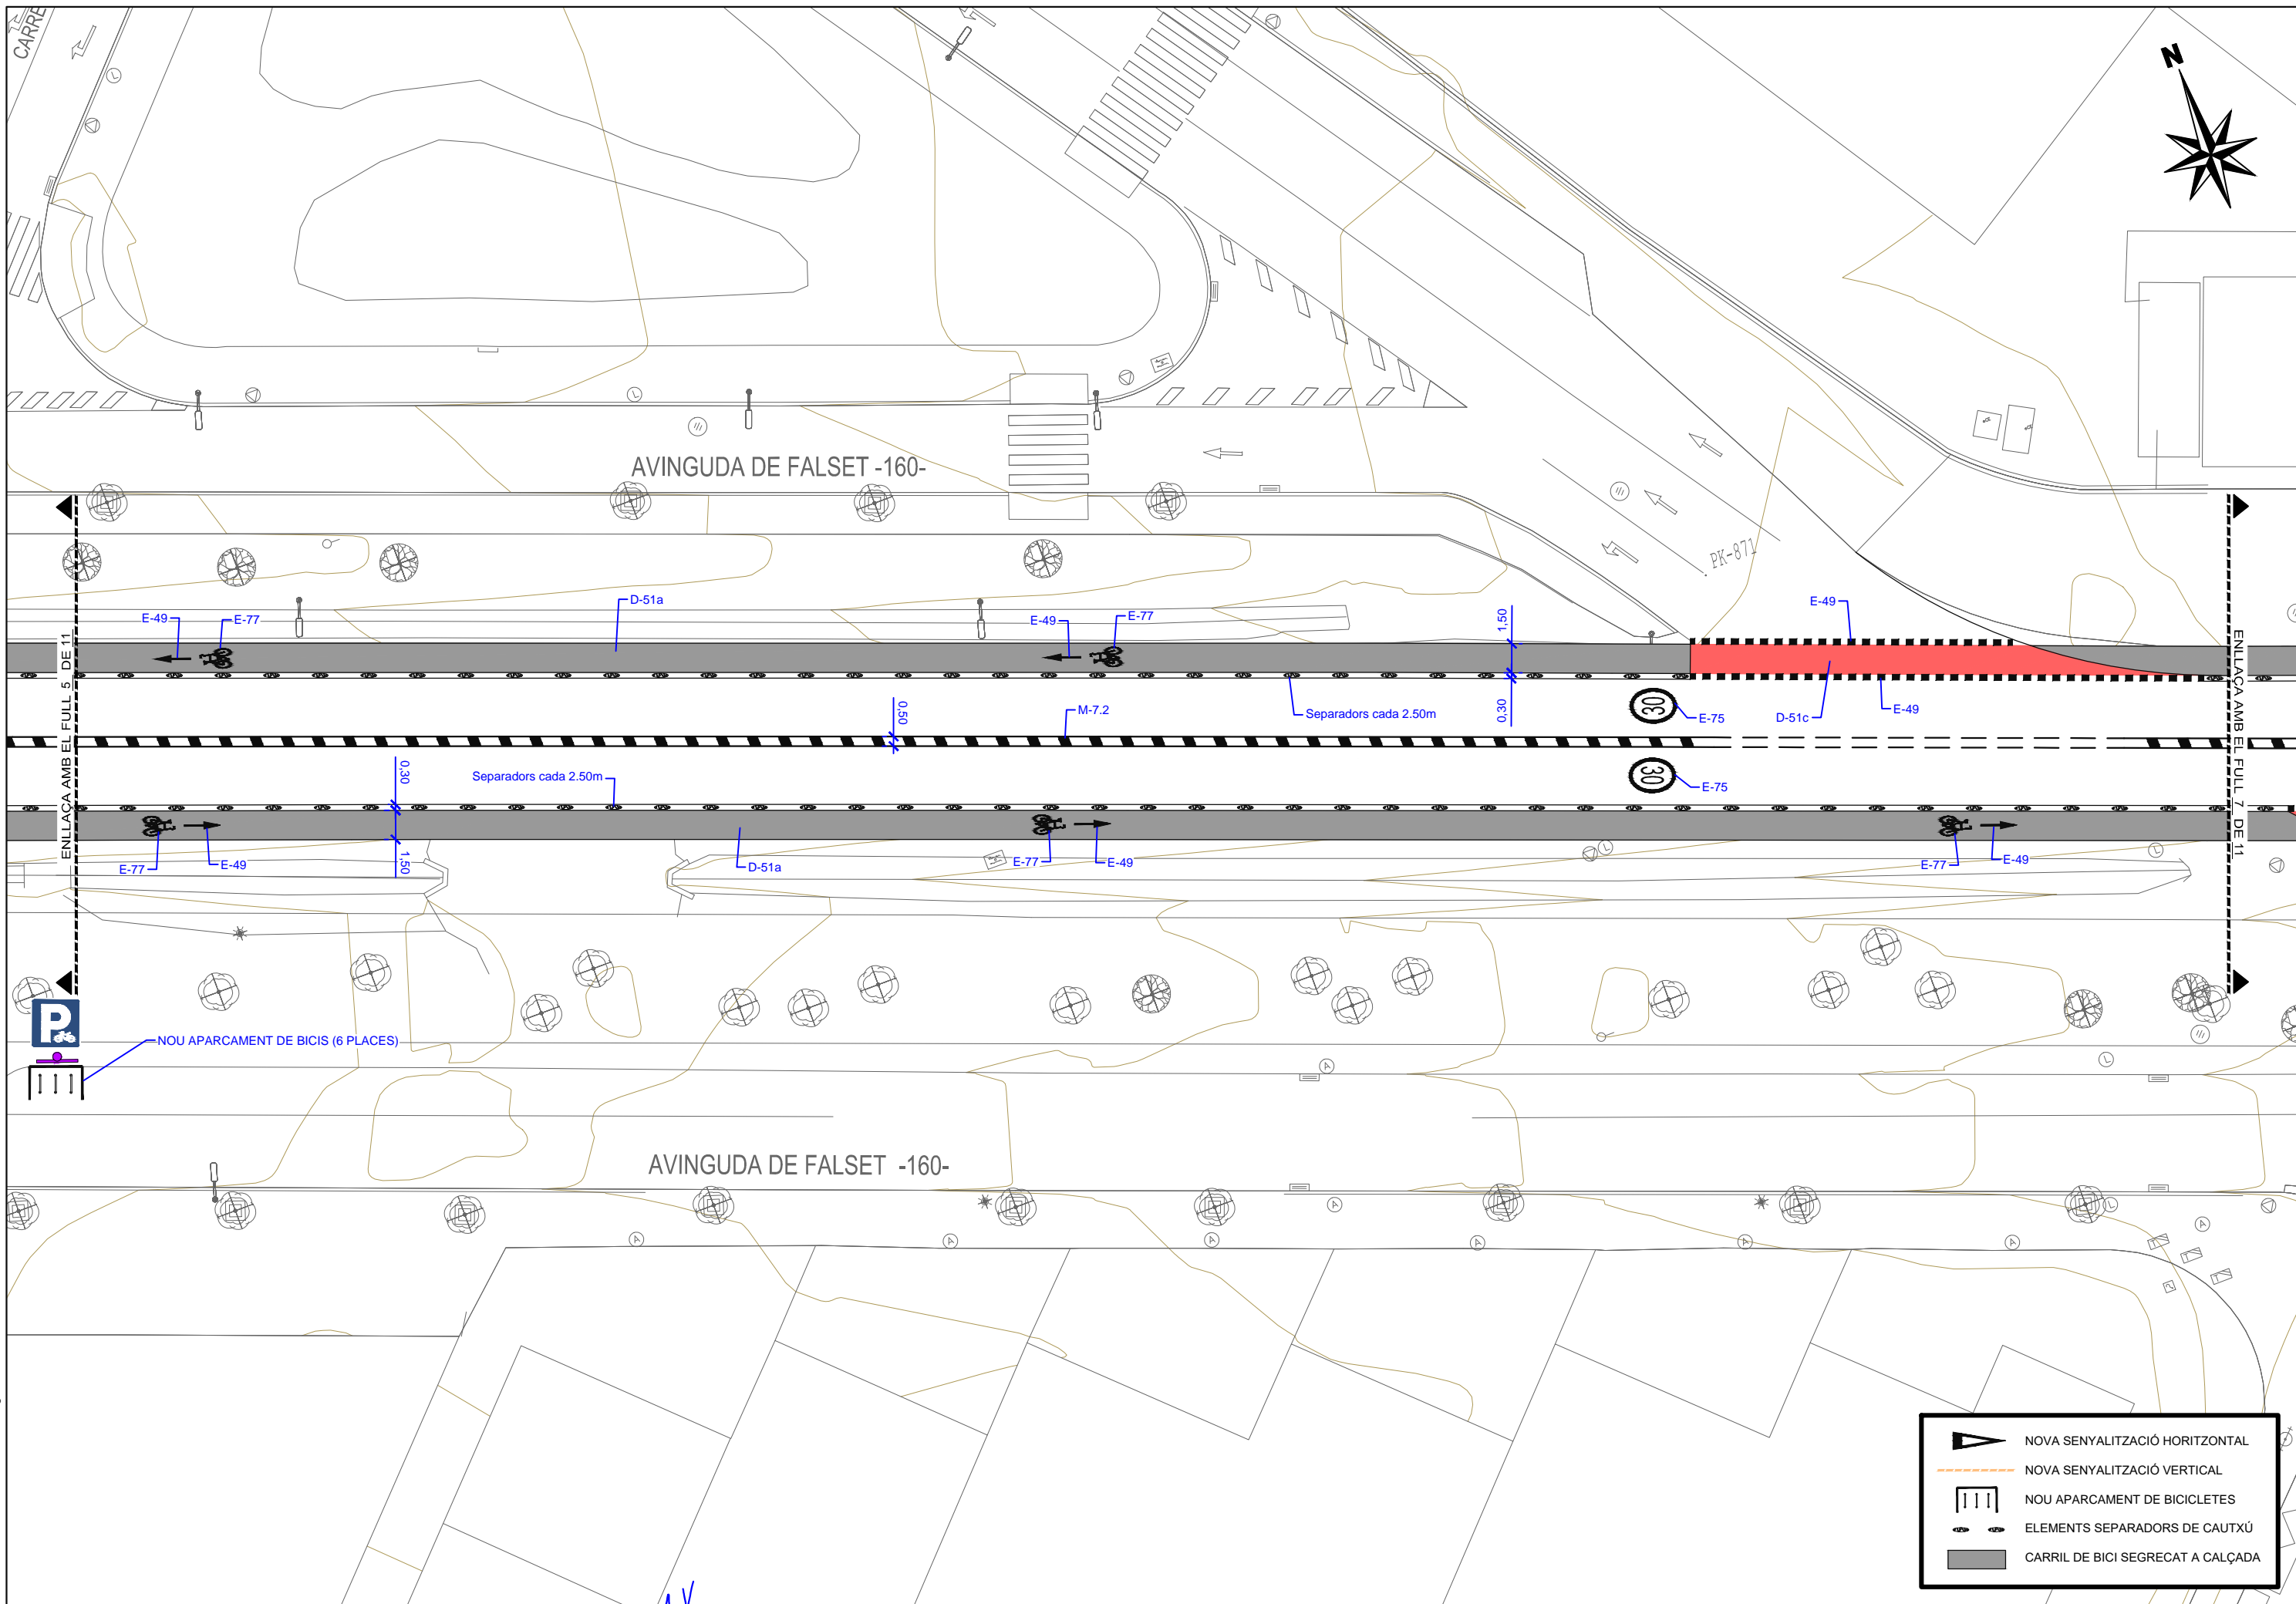 CARRE
N
AVINGUDA DE FALSET -160-
PK-871
D-51a
E-49
E-77
E-49
E-77
1,50
E-49
ENLLAÇA AMB EL FULL 5 DE 11
ENLLAÇA AMB EL FULL 7 DE 11
0,50
M-7.2
Separadors cada 2.50m
0,30
30
E-75
D-51c
E-49
0,30
Separadors cada 2.50m
30
E-75
E-77
E-49
1,50
D-51a
E-77
E-49
E-77
E-49
P
NOU APARCAMENT DE BICIS (6 PLACES)
AVINGUDA DE FALSET -160-
NOVA SENYALITZACIÓ HORITZONTAL
NOVA SENYALITZACIÓ VERTICAL
NOU APARCAMENT DE BICICLETES
ELEMENTS SEPARADORS DE CAUTXÚ
CARRIL DE BICI SEGRECAT A CALÇADA